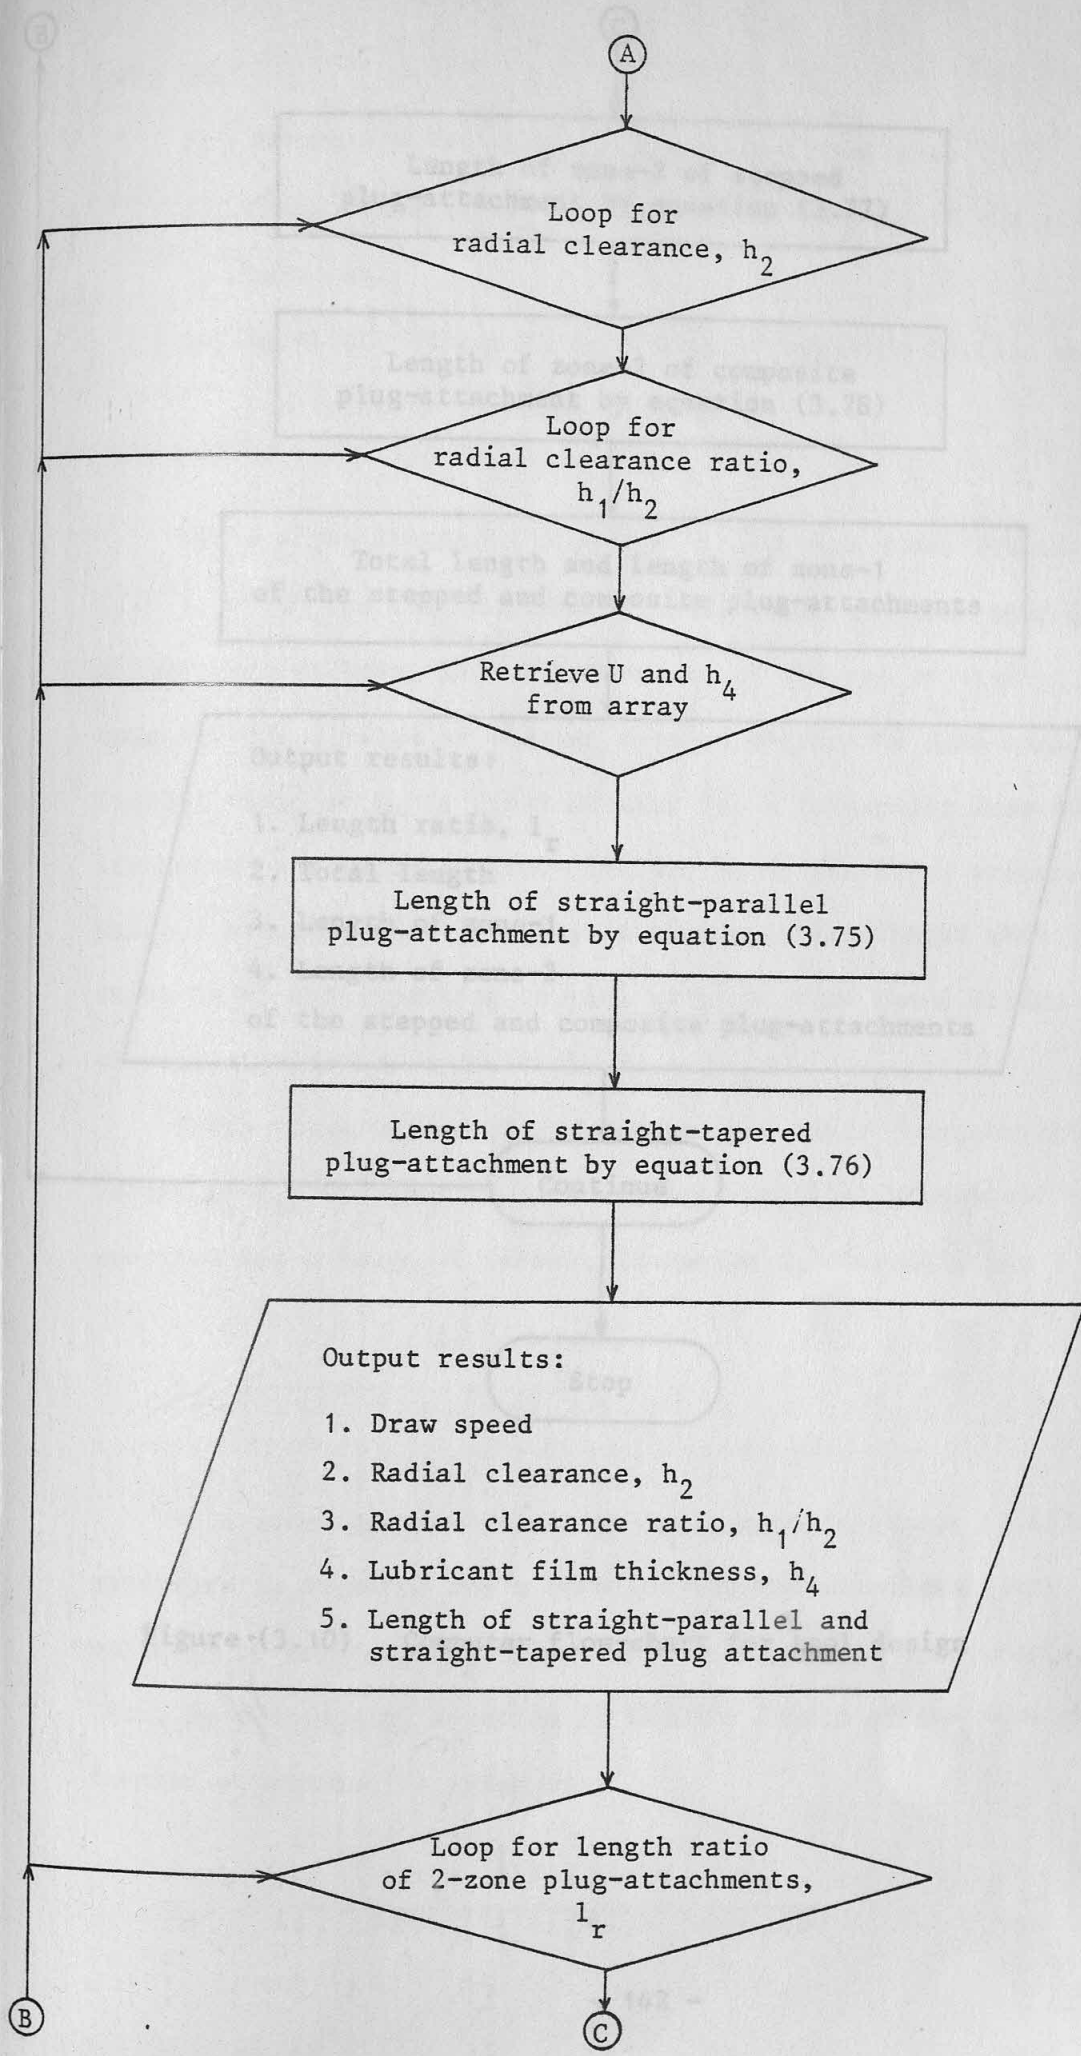 A
Loop for
radial clearance, h₂
Loop for
radial clearance ratio,
h₁/h₂
Retrieve U and h₄
from array
Length of straight-parallel
plug-attachment by equation (3.75)
Length of straight-tapered
plug-attachment by equation (3.76)
Output results:
1. Draw speed
2. Radial clearance, h₂
3. Radial clearance ratio, h₁/h₂
4. Lubricant film thickness, h₄
5. Length of straight-parallel and
straight-tapered plug attachment
Loop for length ratio
of 2-zone plug-attachments,
lᵣ
B
C